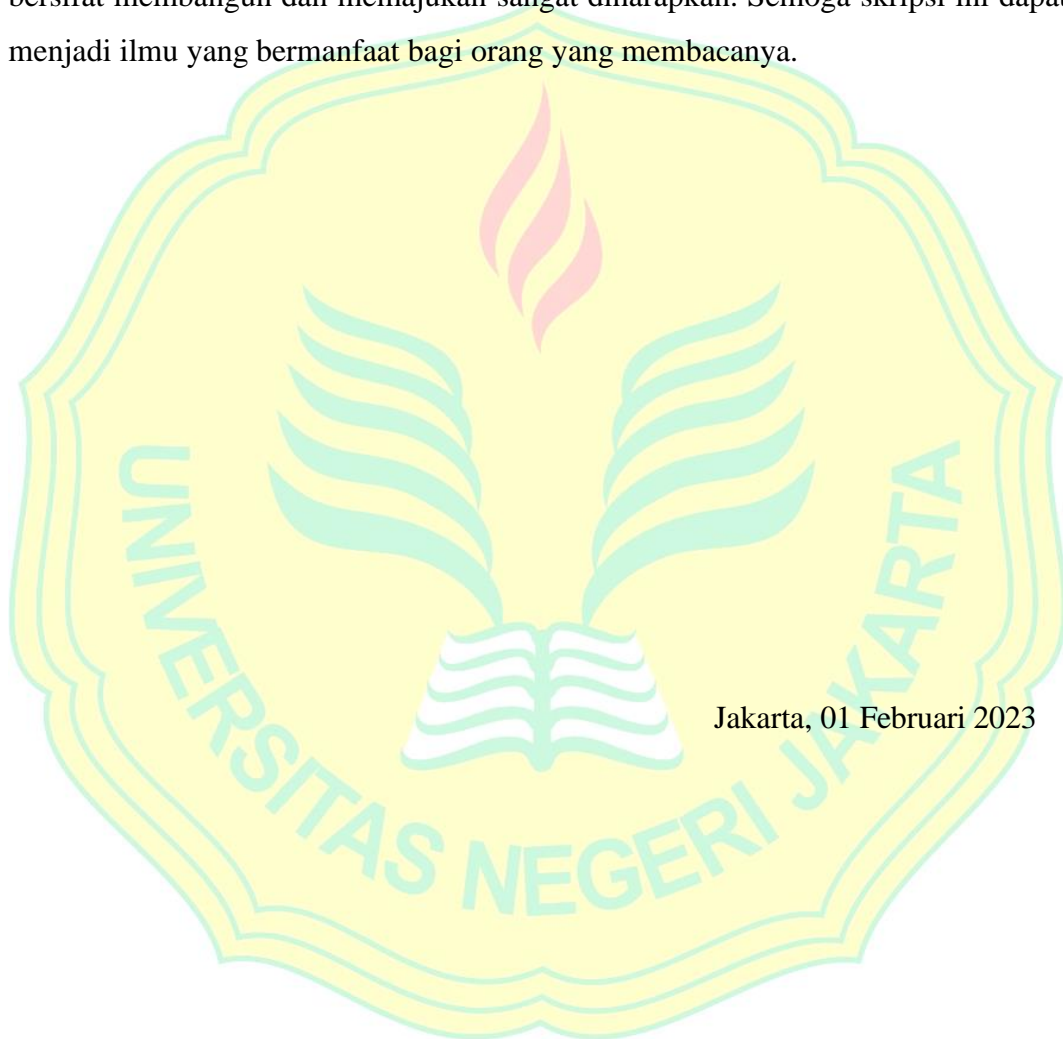 bersifat membangun dan memajukan sangat diharapkan. Semoga skripsi ini dapat
menjadi ilmu yang bermanfaat bagi orang yang membacanya.
Jakarta, 01 Februari 2023
UNIVERSITAS NEGERI JAKARTA